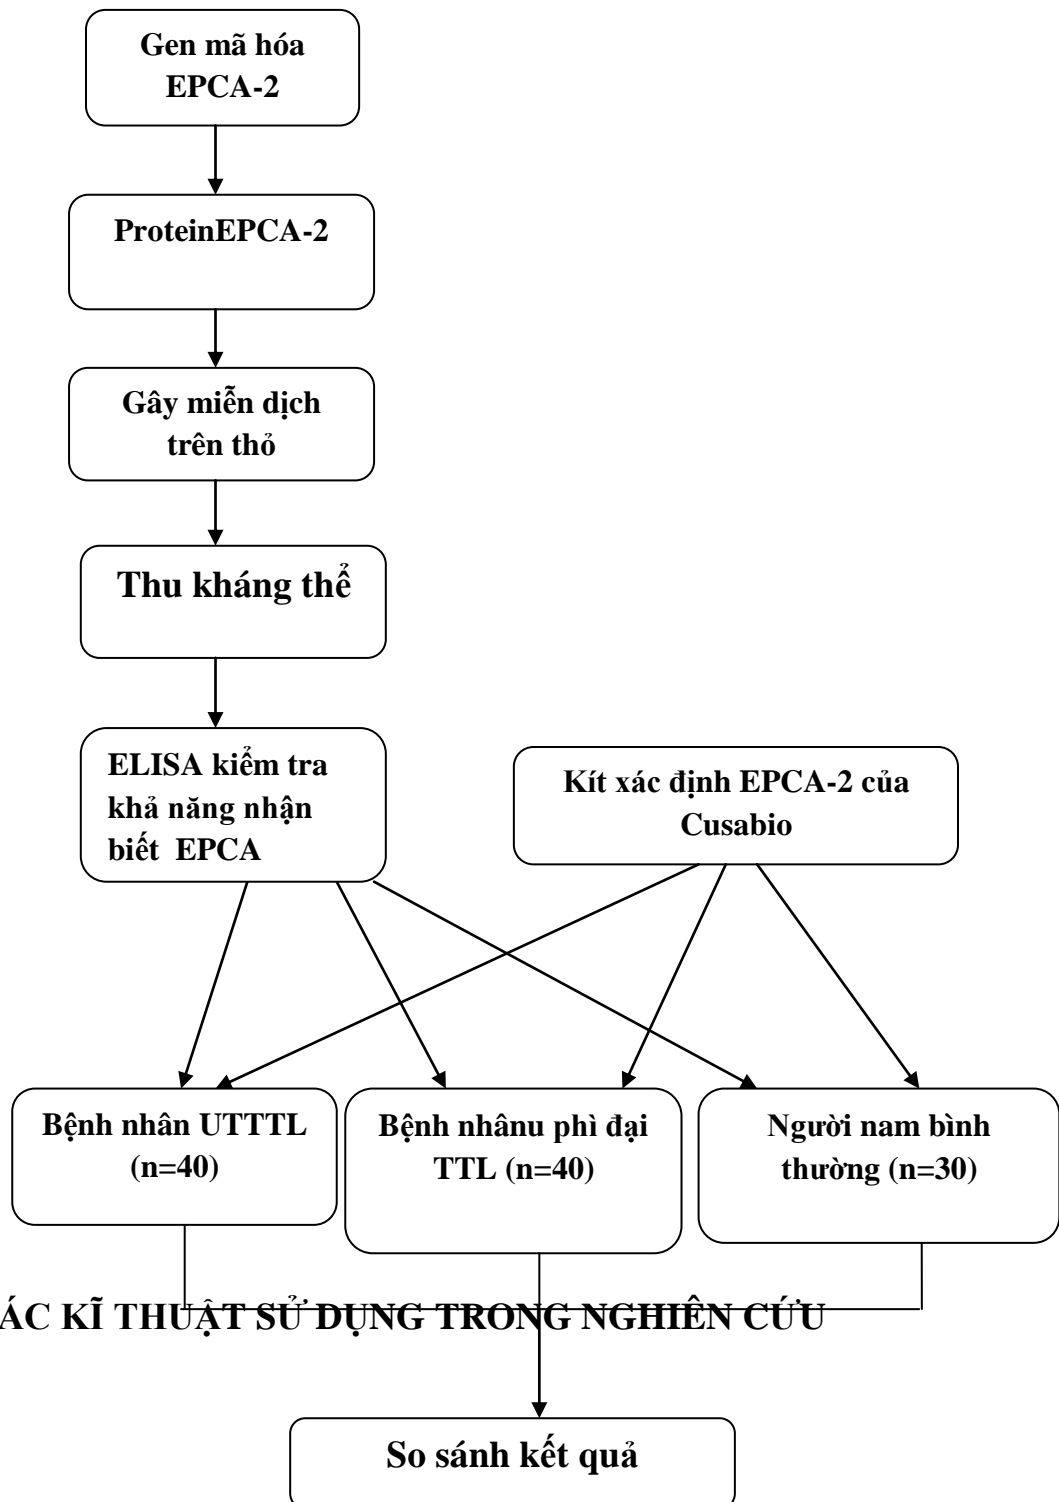 Gen mã hóa
EPCA-2
ProteinEPCA-2
Gây miễn dịch
trên thỏ
Thu kháng thể
ELISA kiểm tra
khả năng nhận
biết EPCA
Kít xác định EPCA-2 của
Cusabio
Bệnh nhân UTTTL
(n=40)
Bệnh nhânu phì đại
TTL (n=40)
Người nam bình
thường (n=30)
ÁC KĨ THUẬT SỬ DỤNG TRONG NGHIÊN CỨU
So sánh kết quả